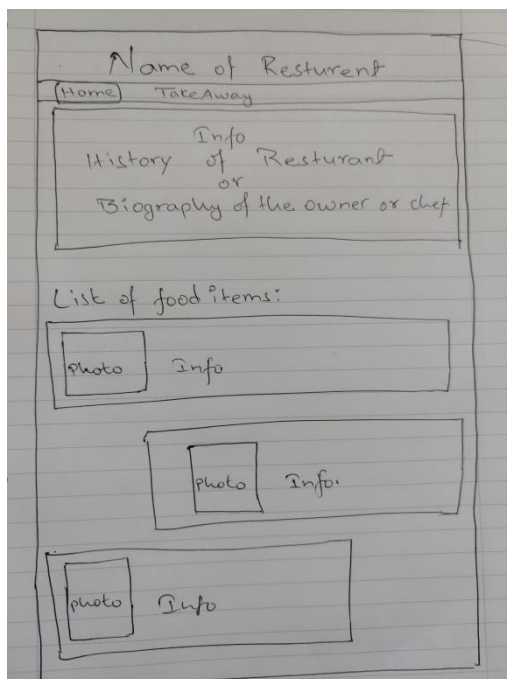 Name of Resturent
Home TakeAway
Info
History of Resturant
or
Biography of the owner or chef
List of food items:
photo Info
photo Info.
photo Info